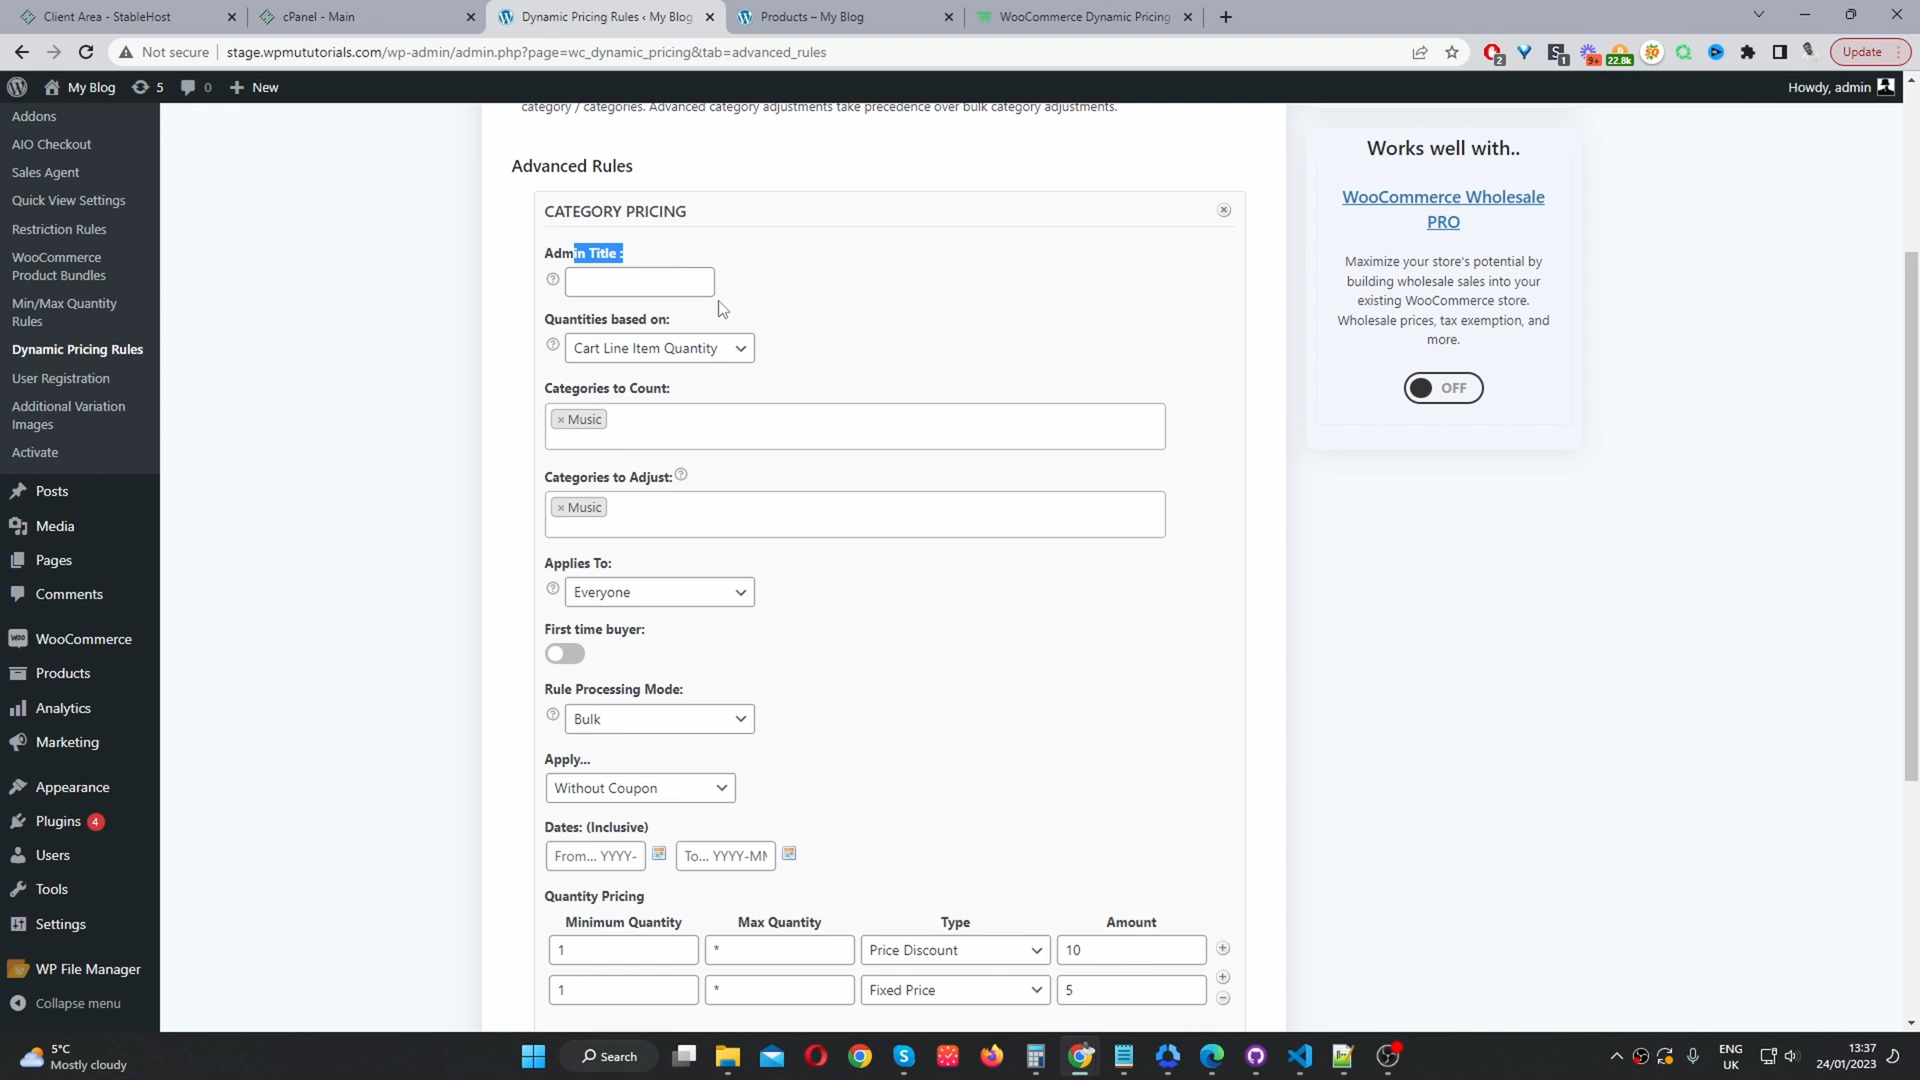 Client Area - StableHost
cPanel - Main
Dynamic Pricing Rules ‹ My Blog
Products – My Blog
WooCommerce Dynamic Pricing
Not secure
stage.wpmututorials.com/wp-admin/admin.php?page=wc_dynamic_pricing&tab=advanced_rules
2
1
9+
22.8k
Update
My Blog
5
0
New
Howdy, admin
Addons
AIO Checkout
Sales Agent
Quick View Settings
Restriction Rules
WooCommerce
Product Bundles
Min/Max Quantity
Rules
Dynamic Pricing Rules
User Registration
Additional Variation
Images
Activate
Posts
Media
Pages
Comments
WooCommerce
Products
Analytics
Marketing
Appearance
Plugins 4
Users
Tools
Settings
WP File Manager
Collapse menu
category / categories. Advanced category adjustments take precedence over bulk category adjustments.
Advanced Rules
CATEGORY PRICING
Admin Title :
Quantities based on:
Cart Line Item Quantity
Categories to Count:
× Music
Categories to Adjust:
× Music
Applies To:
Everyone
First time buyer:
Rule Processing Mode:
Bulk
Apply...
Without Coupon
Dates: (Inclusive)
From... YYYY-
To... YYYY-MM
Quantity Pricing
Minimum Quantity
Max Quantity
Type
Amount
1
*
Price Discount
10
1
*
Fixed Price
5
Works well with..
WooCommerce Wholesale
PRO
Maximize your store's potential by
building wholesale sales into your
existing WooCommerce store.
Wholesale prices, tax exemption, and
more.
OFF
5°C
Mostly cloudy
Search
ENG
UK
13:37
24/01/2023